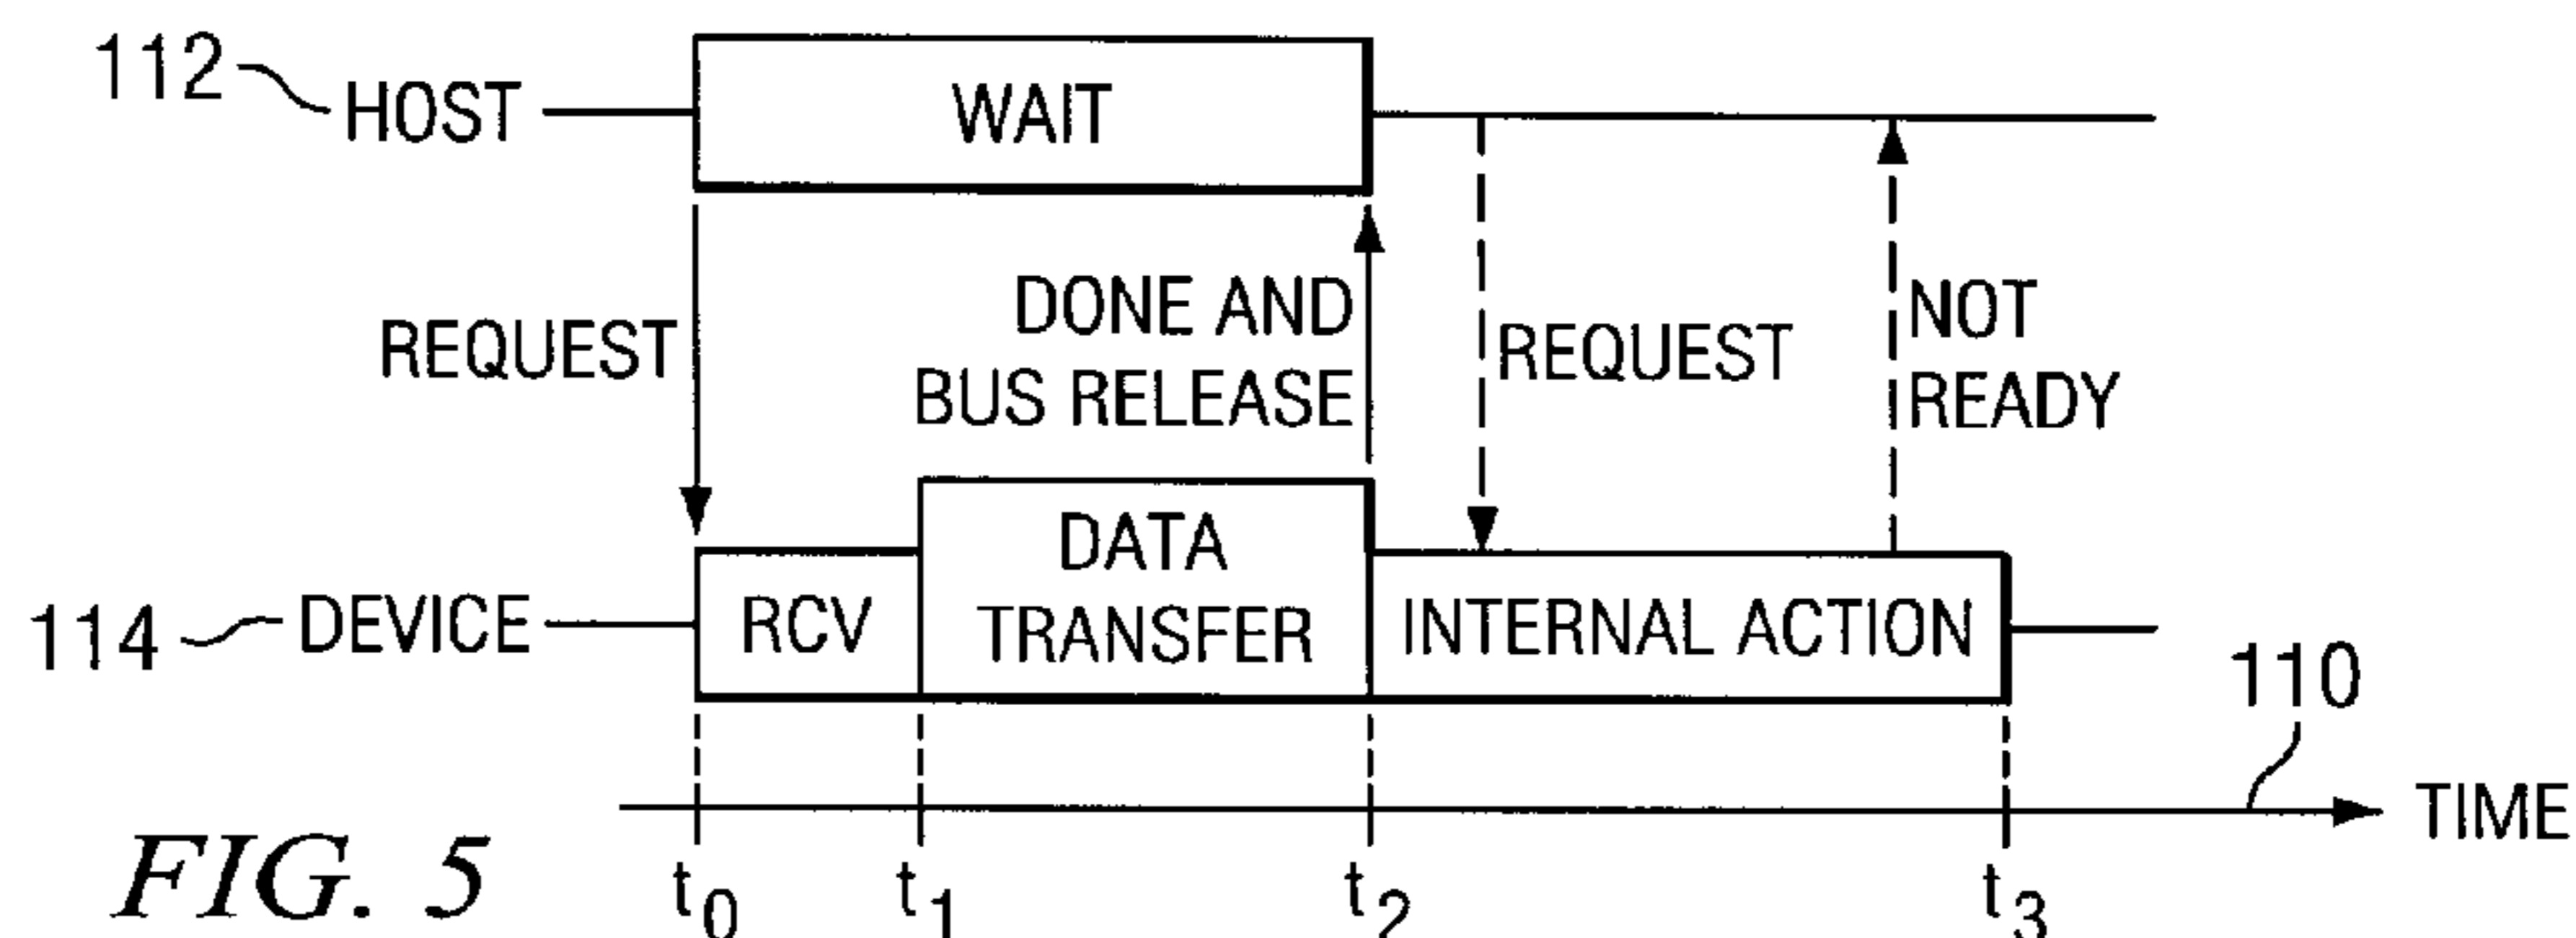 112
HOST
WAIT
REQUEST
DONE AND
BUS RELEASE
REQUEST
NOT
READY
114
DEVICE
RCV
DATA
TRANSFER
INTERNAL ACTION
110
TIME
t0
t1
t2
t3
FIG. 5